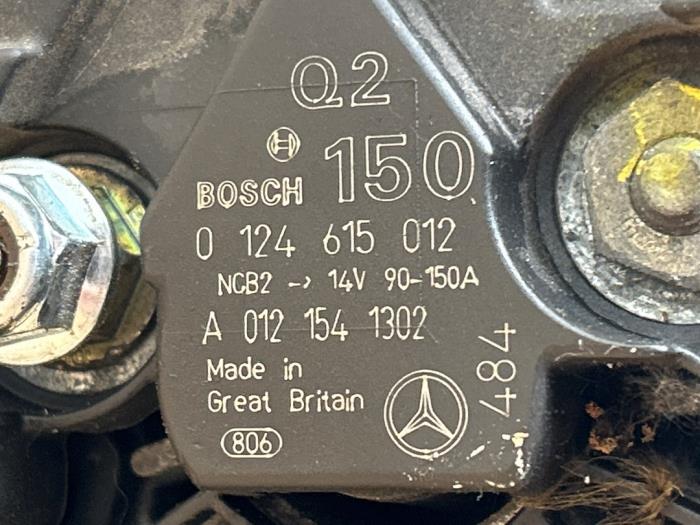 Q2
150
BOSCH
0 124 615 012
NCB2 -> 14V 90-150A
A 012 154 1302
Made in
Great Britain
806
484